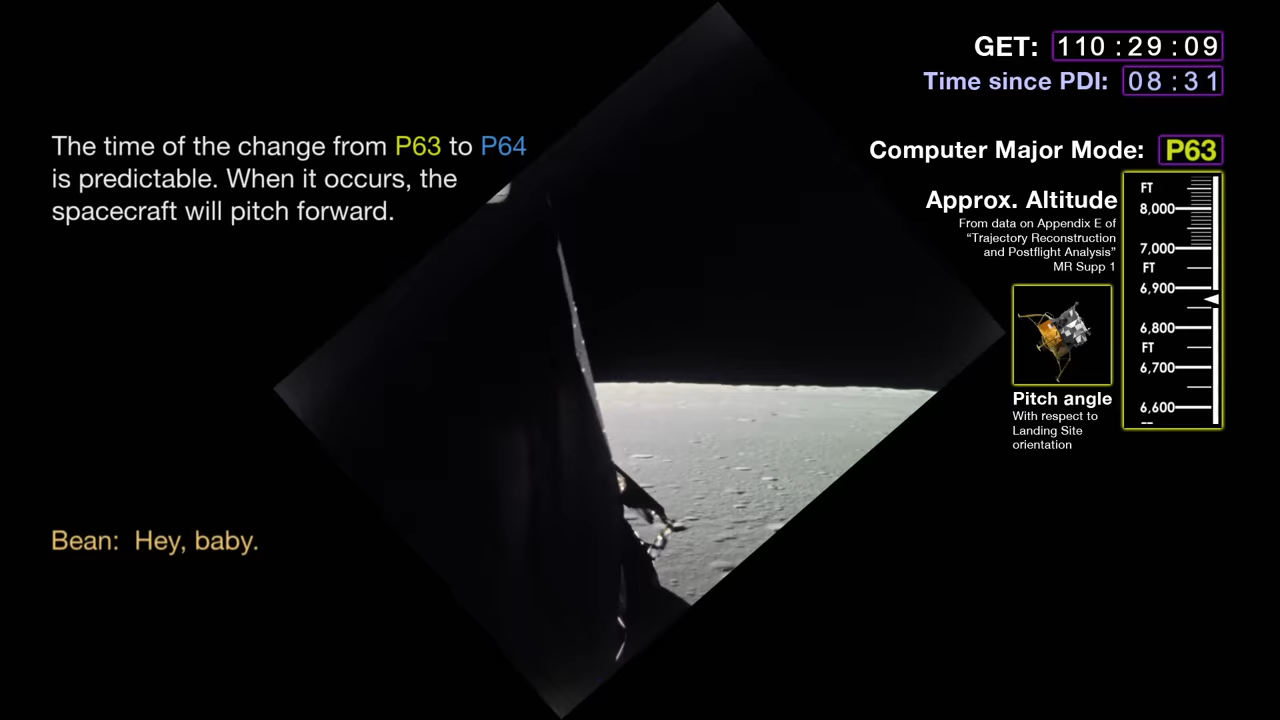 GET: 110:29:09
Time since PDI: 08:31
The time of the change from P63 to P64
is predictable. When it occurs, the
spacecraft will pitch forward.
Computer Major Mode: P63
Approx. Altitude
From data on Appendix E of
“Trajectory Reconstruction
and Postflight Analysis”
MR Supp 1
FT
8,000
7,000
FT
6,900
6,800
FT
6,700
6,600
Pitch angle
With respect to
Landing Site
orientation
Bean: Hey, baby.